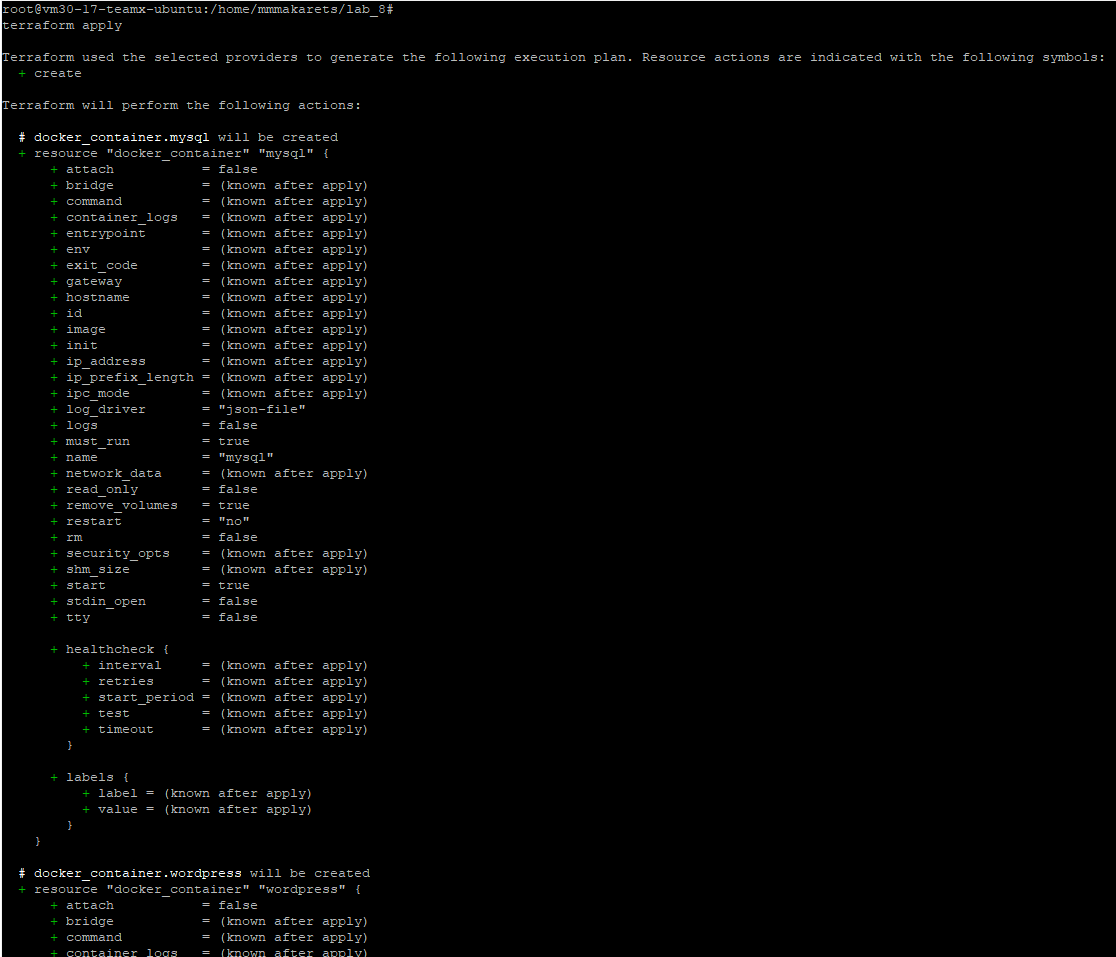 root@vm30-17-teamx-ubuntu:/home/mmmakarets/lab_8#
terraform apply
Terraform used the selected providers to generate the following execution plan. Resource actions are indicated with the following symbols:
+ create
Terraform will perform the following actions:
# docker_container.mysql will be created
+ resource "docker_container" "mysql" {
+ attach = false
+ bridge = (known after apply)
+ command = (known after apply)
+ container_logs = (known after apply)
+ entrypoint = (known after apply)
+ env = (known after apply)
+ exit_code = (known after apply)
+ gateway = (known after apply)
+ hostname = (known after apply)
+ id = (known after apply)
+ image = (known after apply)
+ init = (known after apply)
+ ip_address = (known after apply)
+ ip_prefix_length = (known after apply)
+ ipc_mode = (known after apply)
+ log_driver = "json-file"
+ logs = false
+ must_run = true
+ name = "mysql"
+ network_data = (known after apply)
+ read_only = false
+ remove_volumes = true
+ restart = "no"
+ rm = false
+ security_opts = (known after apply)
+ shm_size = (known after apply)
+ start = true
+ stdin_open = false
+ tty = false
+ healthcheck {
+ interval = (known after apply)
+ retries = (known after apply)
+ start_period = (known after apply)
+ test = (known after apply)
+ timeout = (known after apply)
}
+ labels {
+ label = (known after apply)
+ value = (known after apply)
}
}
# docker_container.wordpress will be created
+ resource "docker_container" "wordpress" {
+ attach = false
+ bridge = (known after apply)
+ command = (known after apply)
+ container_logs = (known after apply)